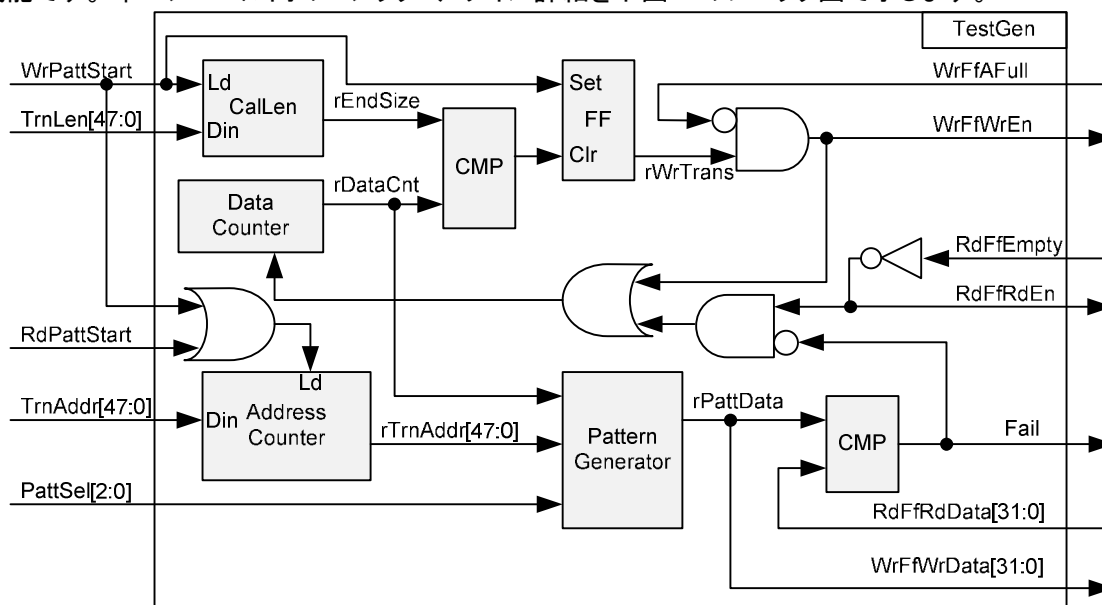 TestGen
WrPattStart
WrFfAFull
Ld
CalLen
Din
rEndSize
Set
FF
Clr
TrnLen[47:0]
WrFfWrEn
CMP
rWrTrans
rDataCnt
Data
Counter
RdFfEmpty
RdFfRdEn
RdPattStart
Ld
TrnAddr[47:0]
Din
Address
Counter
rTrnAddr[47:0]
Pattern
Generator
rPattData
CMP
Fail
PattSel[2:0]
RdFfRdData[31:0]
WrFfWrData[31:0]